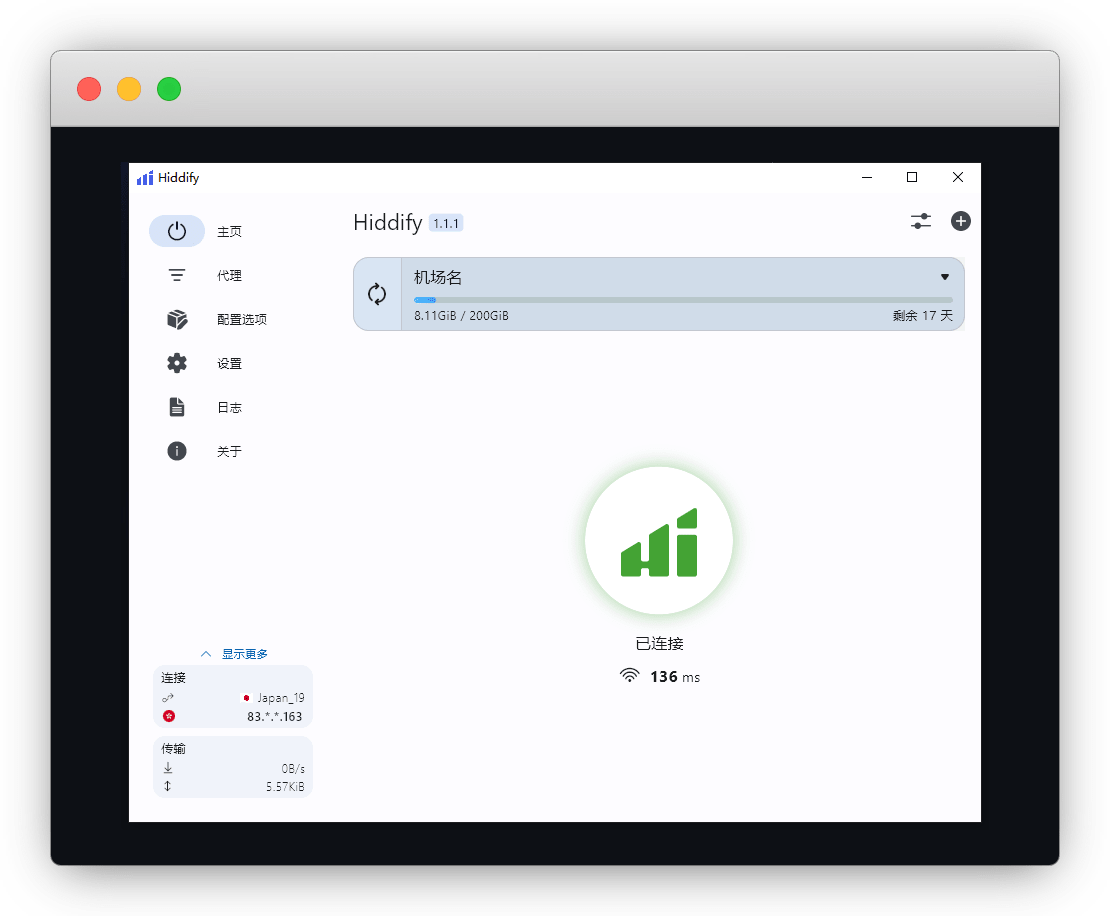 Hiddify
主页
代理
配置选项
设置
日志
关于
显示更多
连接
Japan_19
83.*.*.163
传输
0B/s
5.57KiB
Hiddify 1.1.1
机场名
8.11GiB / 200GiB 剩余 17 天
已连接
136 ms